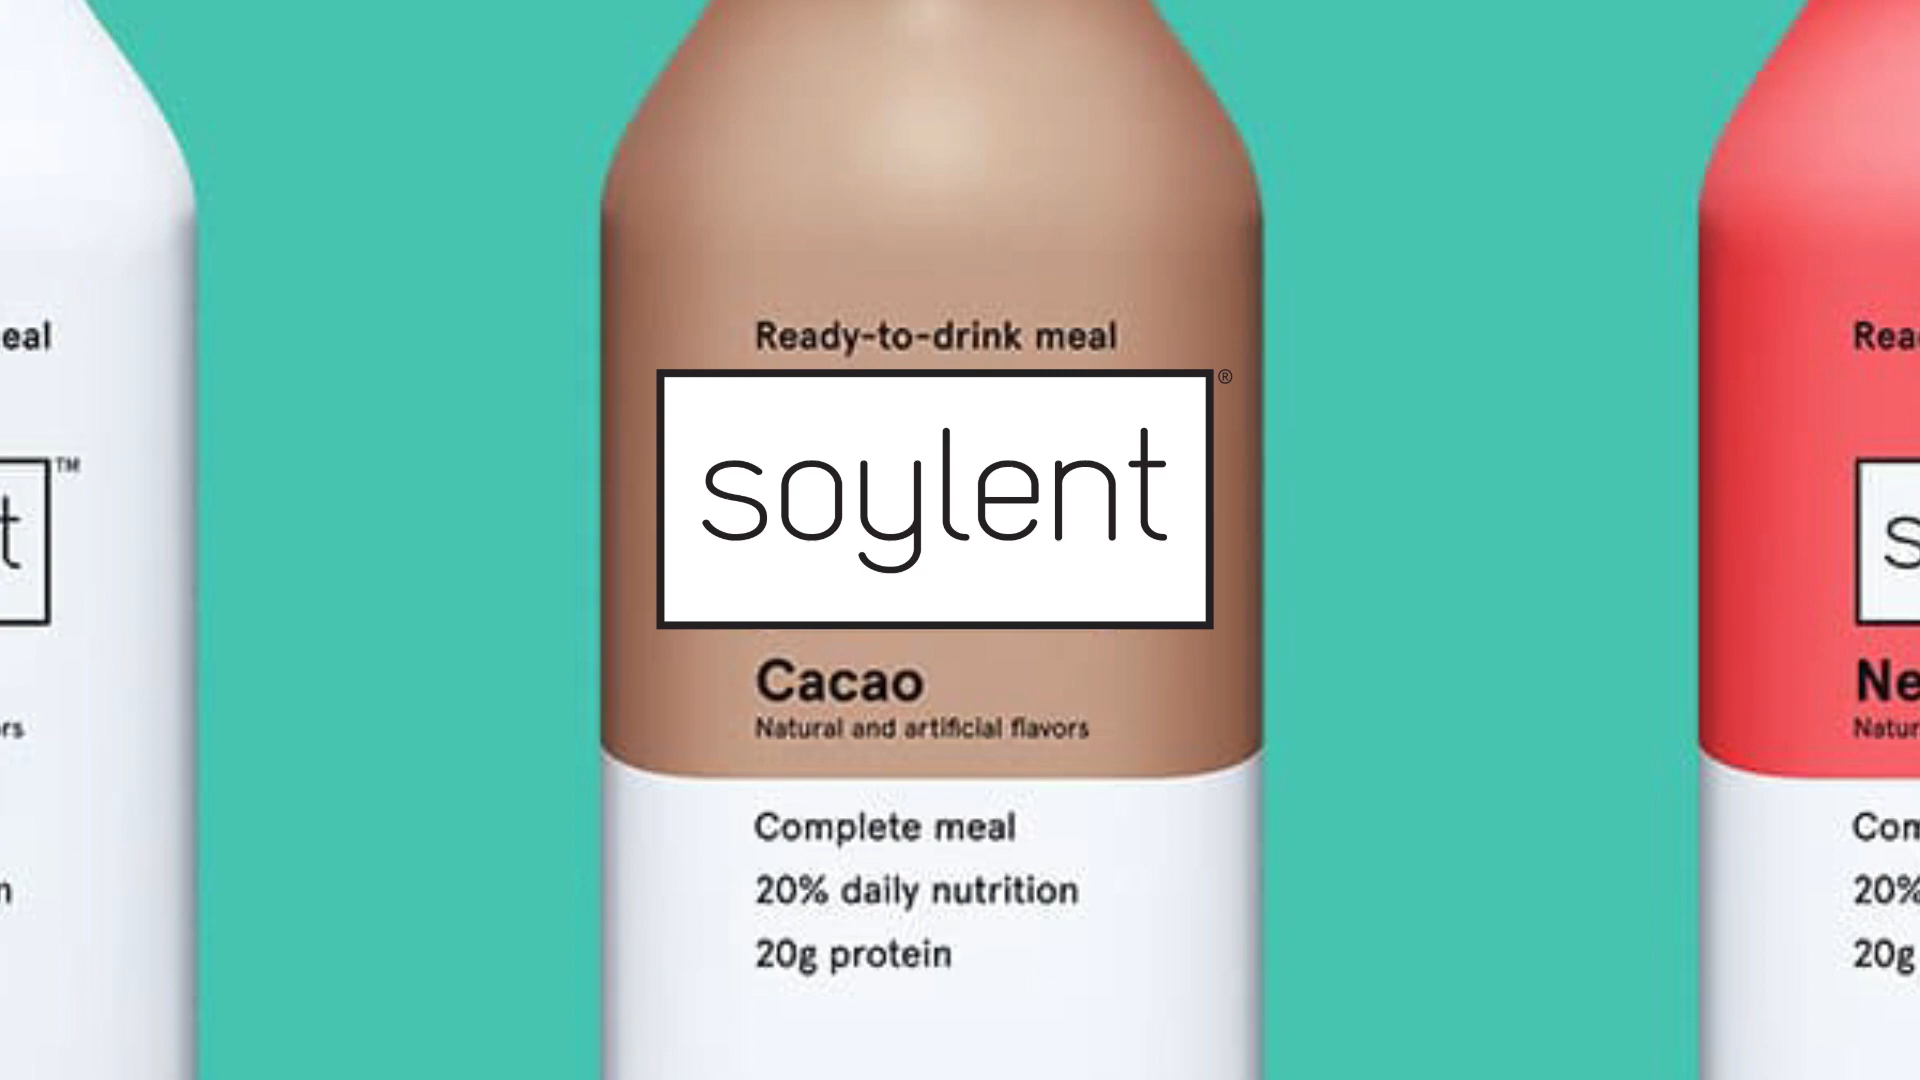 eal
TM
t
rs
n
Ready-to-drink meal
®
soylent
Cacao
Natural and artificial flavors
Complete meal
20% daily nutrition
20g protein
Rea
s
Ne
Natur
Com
20%
20g